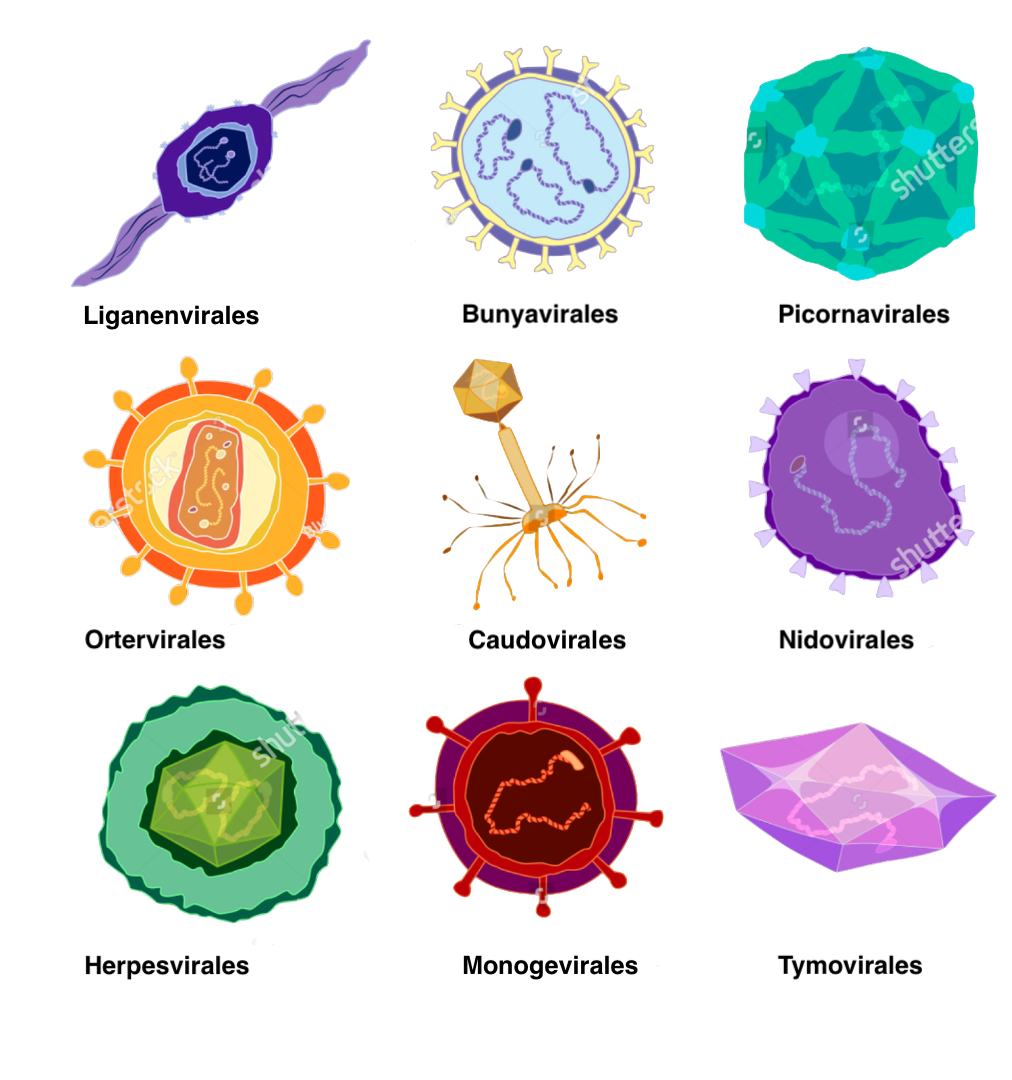 Liganenvirales
Bunyavirales
Picornavirales
Ortervirales
Caudovirales
Nidovirales
Herpesvirales
Monogevirales
Tymovirales